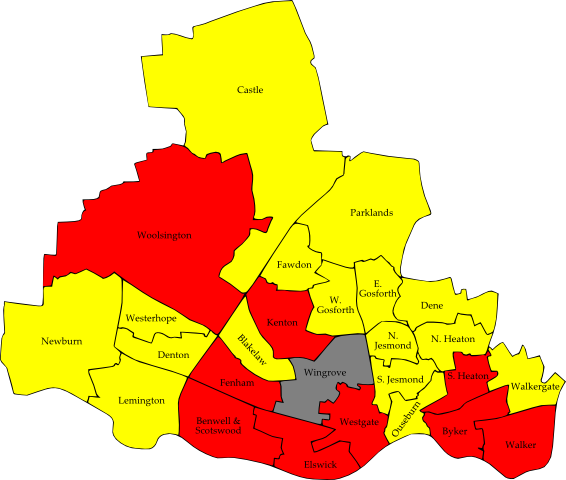 Castle
Woolsington
Parklands
Fawdon
E.
Gosforth
W.
Gosforth
Dene
Westerhope
Kenton
Newburn
N.
Jesmond
N. Heaton
Blakelaw
Denton
Wingrove
S. Jesmond
S. Heaton
Fenham
Walkergate
Lemington
Benwell &
Scotswood
Westgate
Ouseburn
Byker
Walker
Elswick